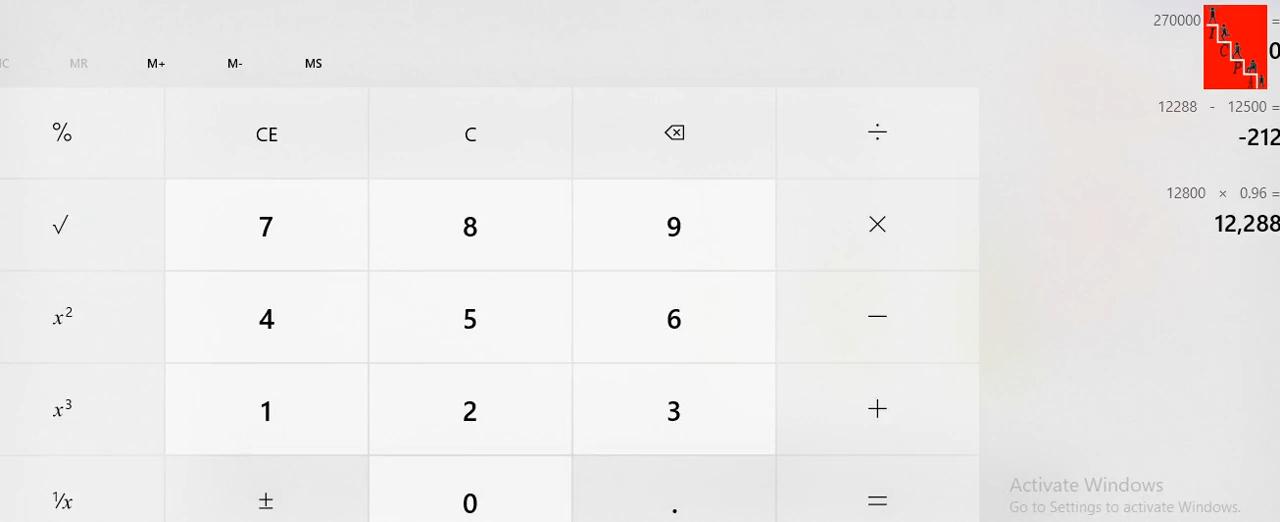 270000 =
0
MR M+ M- MS
12288 - 12500 =
-212
% CE C ÷
12800 × 0.96 =
12,288
√ 7 8 9 ×
x² 4 5 6 −
x³ 1 2 3 +
¹/x ± 0 . =
Activate Windows
Go to Settings to activate Windows.
I
C
P
A